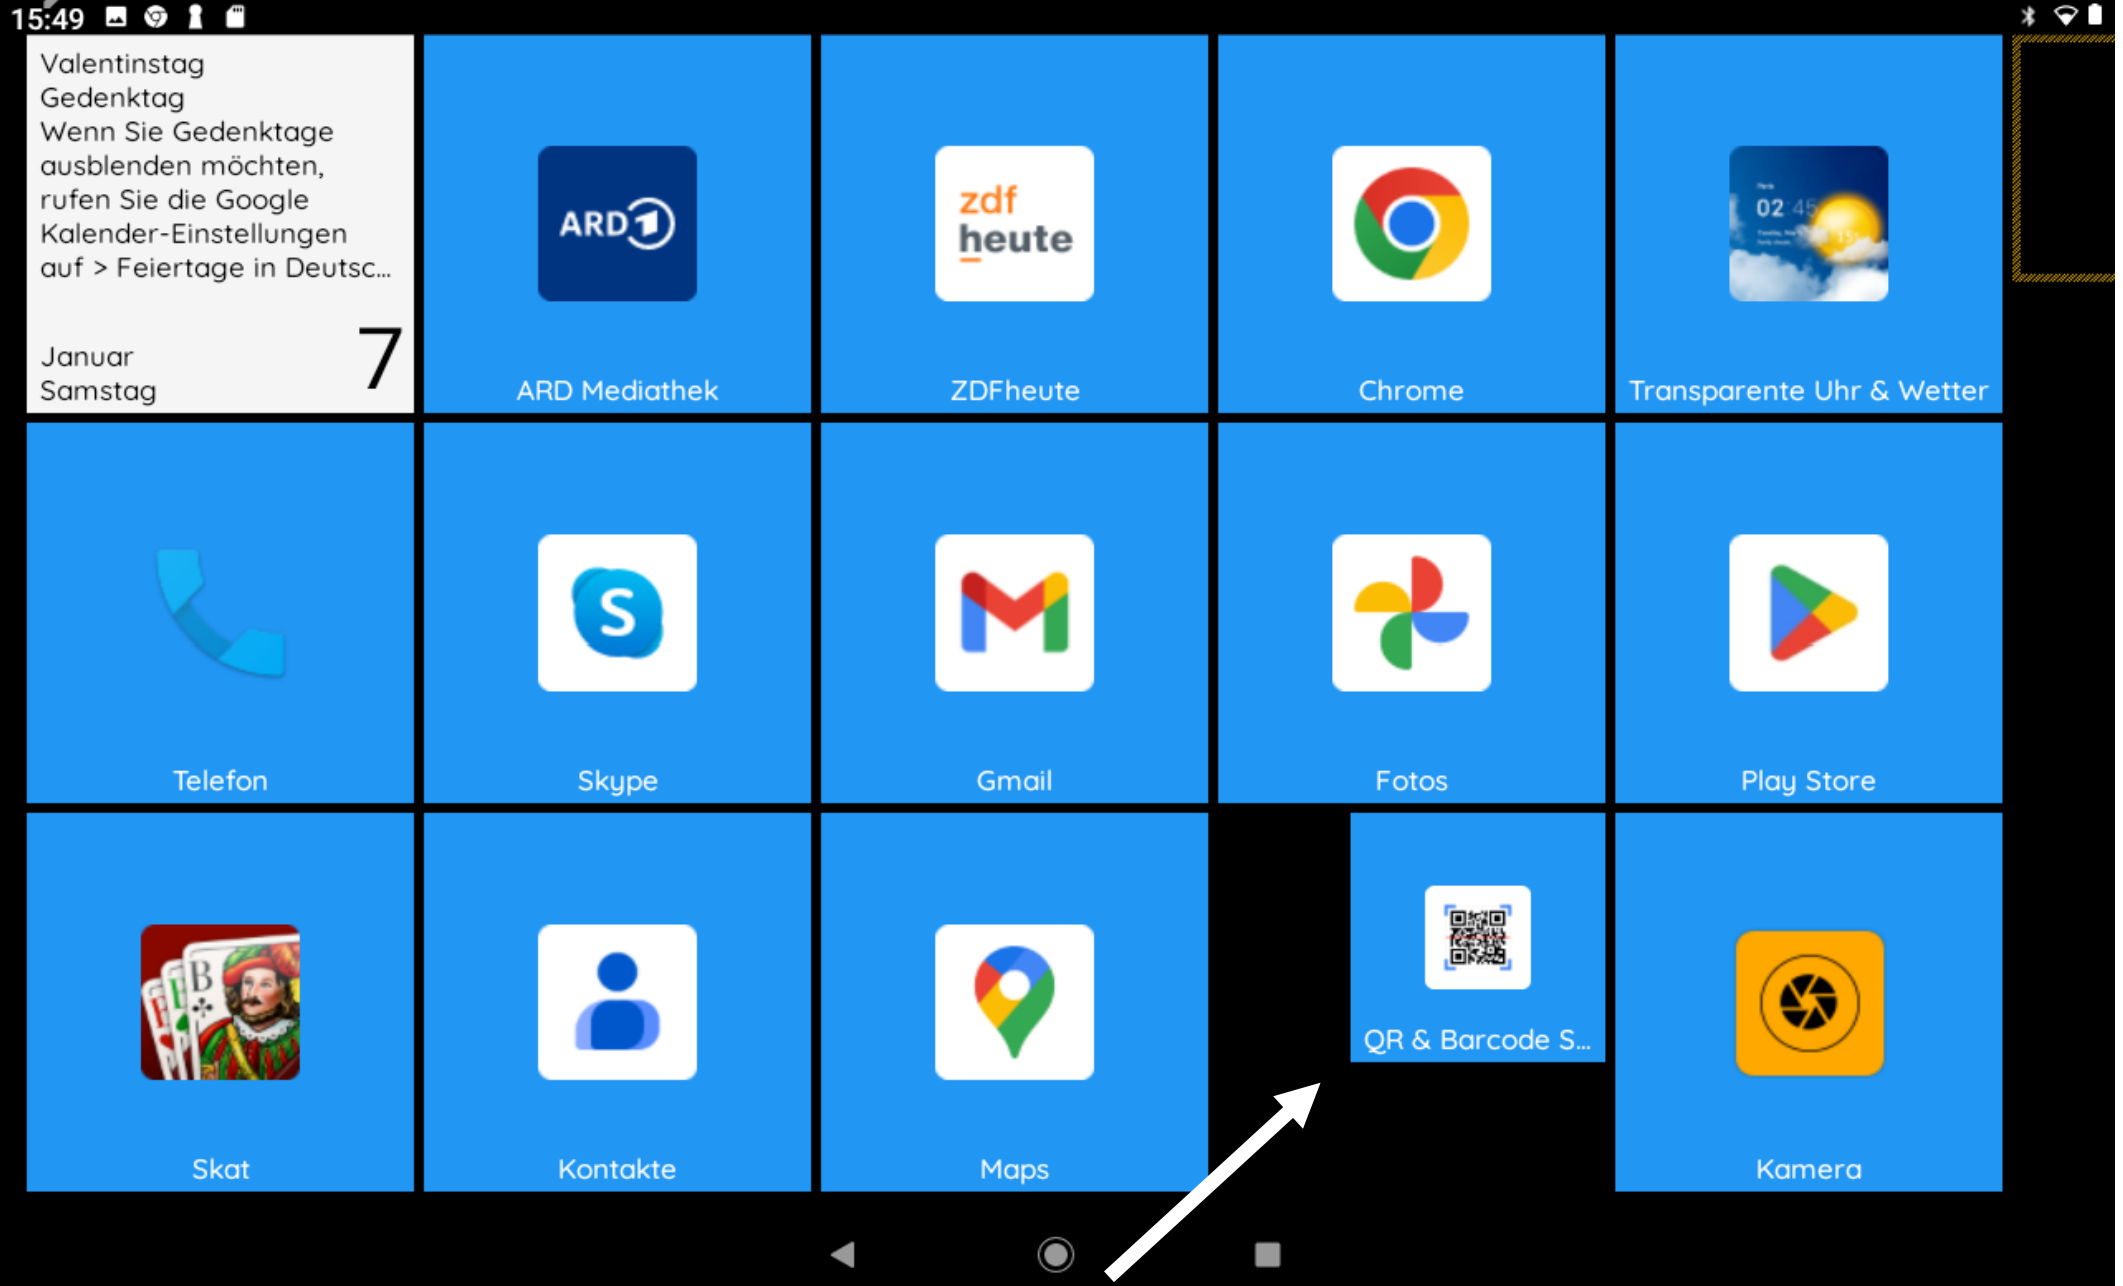 15:49
Valentinstag
Gedenktag
Wenn Sie Gedenktage
ausblenden möchten,
rufen Sie die Google
Kalender-Einstellungen
auf > Feiertage in Deutsc...
7
Januar
Samstag
ARD 1
ARD Mediathek
zdf
heute
ZDFheute
Chrome
02:45
Transparente Uhr & Wetter
Telefon
S
Skype
Gmail
Fotos
Play Store
B
Skat
Kontakte
Maps
QR & Barcode S...
Kamera